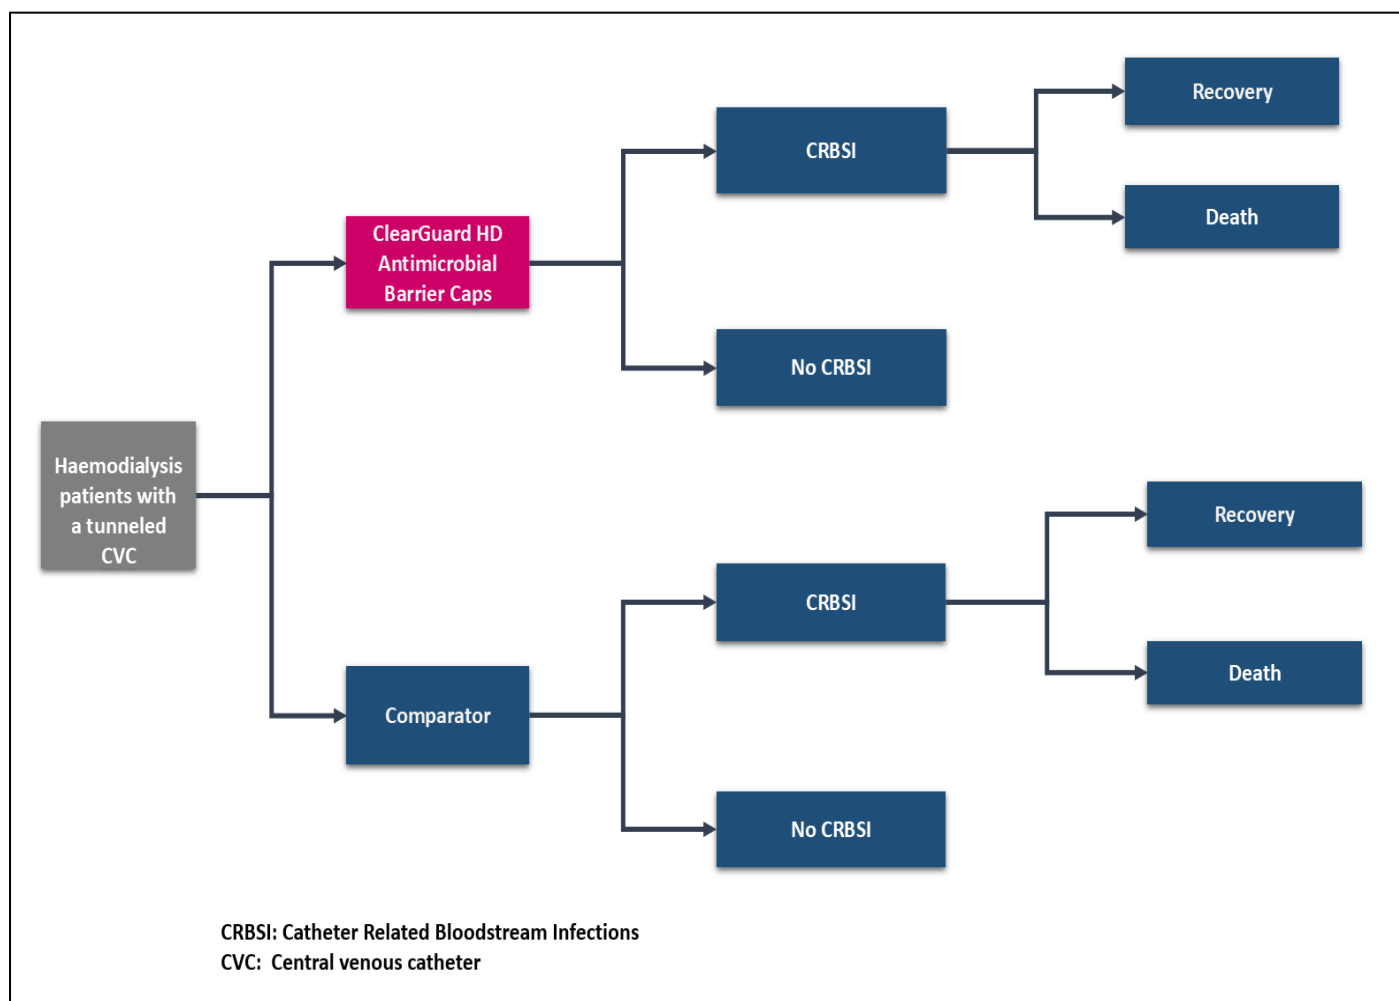 Haemodialysis
patients with
a tunneled
CVC
ClearGuard HD
Antimicrobial
Barrier Caps
CRBSI
Recovery
Death
No CRBSI
Comparator
CRBSI
Recovery
Death
No CRBSI
CRBSI: Catheter Related Bloodstream Infections
CVC: Central venous catheter